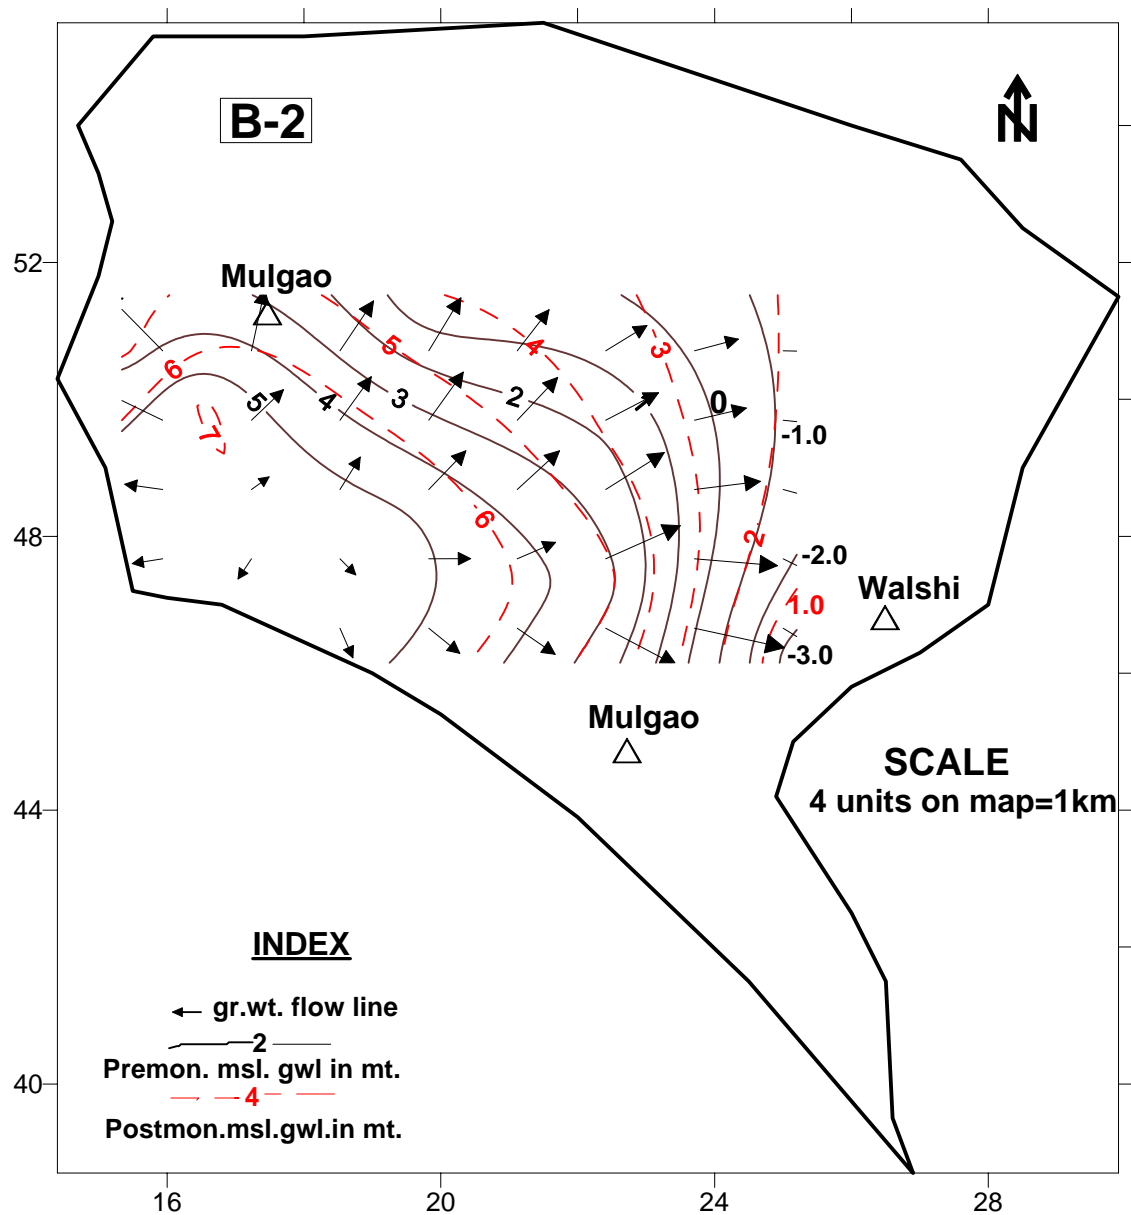 B-2
N
52
Mulgao
6
5
4
3
5
4
3
2
1
0
7
-1.0
6
48
2
-2.0
1.0
Walshi
-3.0
Mulgao
SCALE
4 units on map=1km
44
INDEX
gr.wt. flow line
2
Premon. msl. gwl in mt.
4
Postmon.msl.gwl.in mt.
40
16 20 24 28